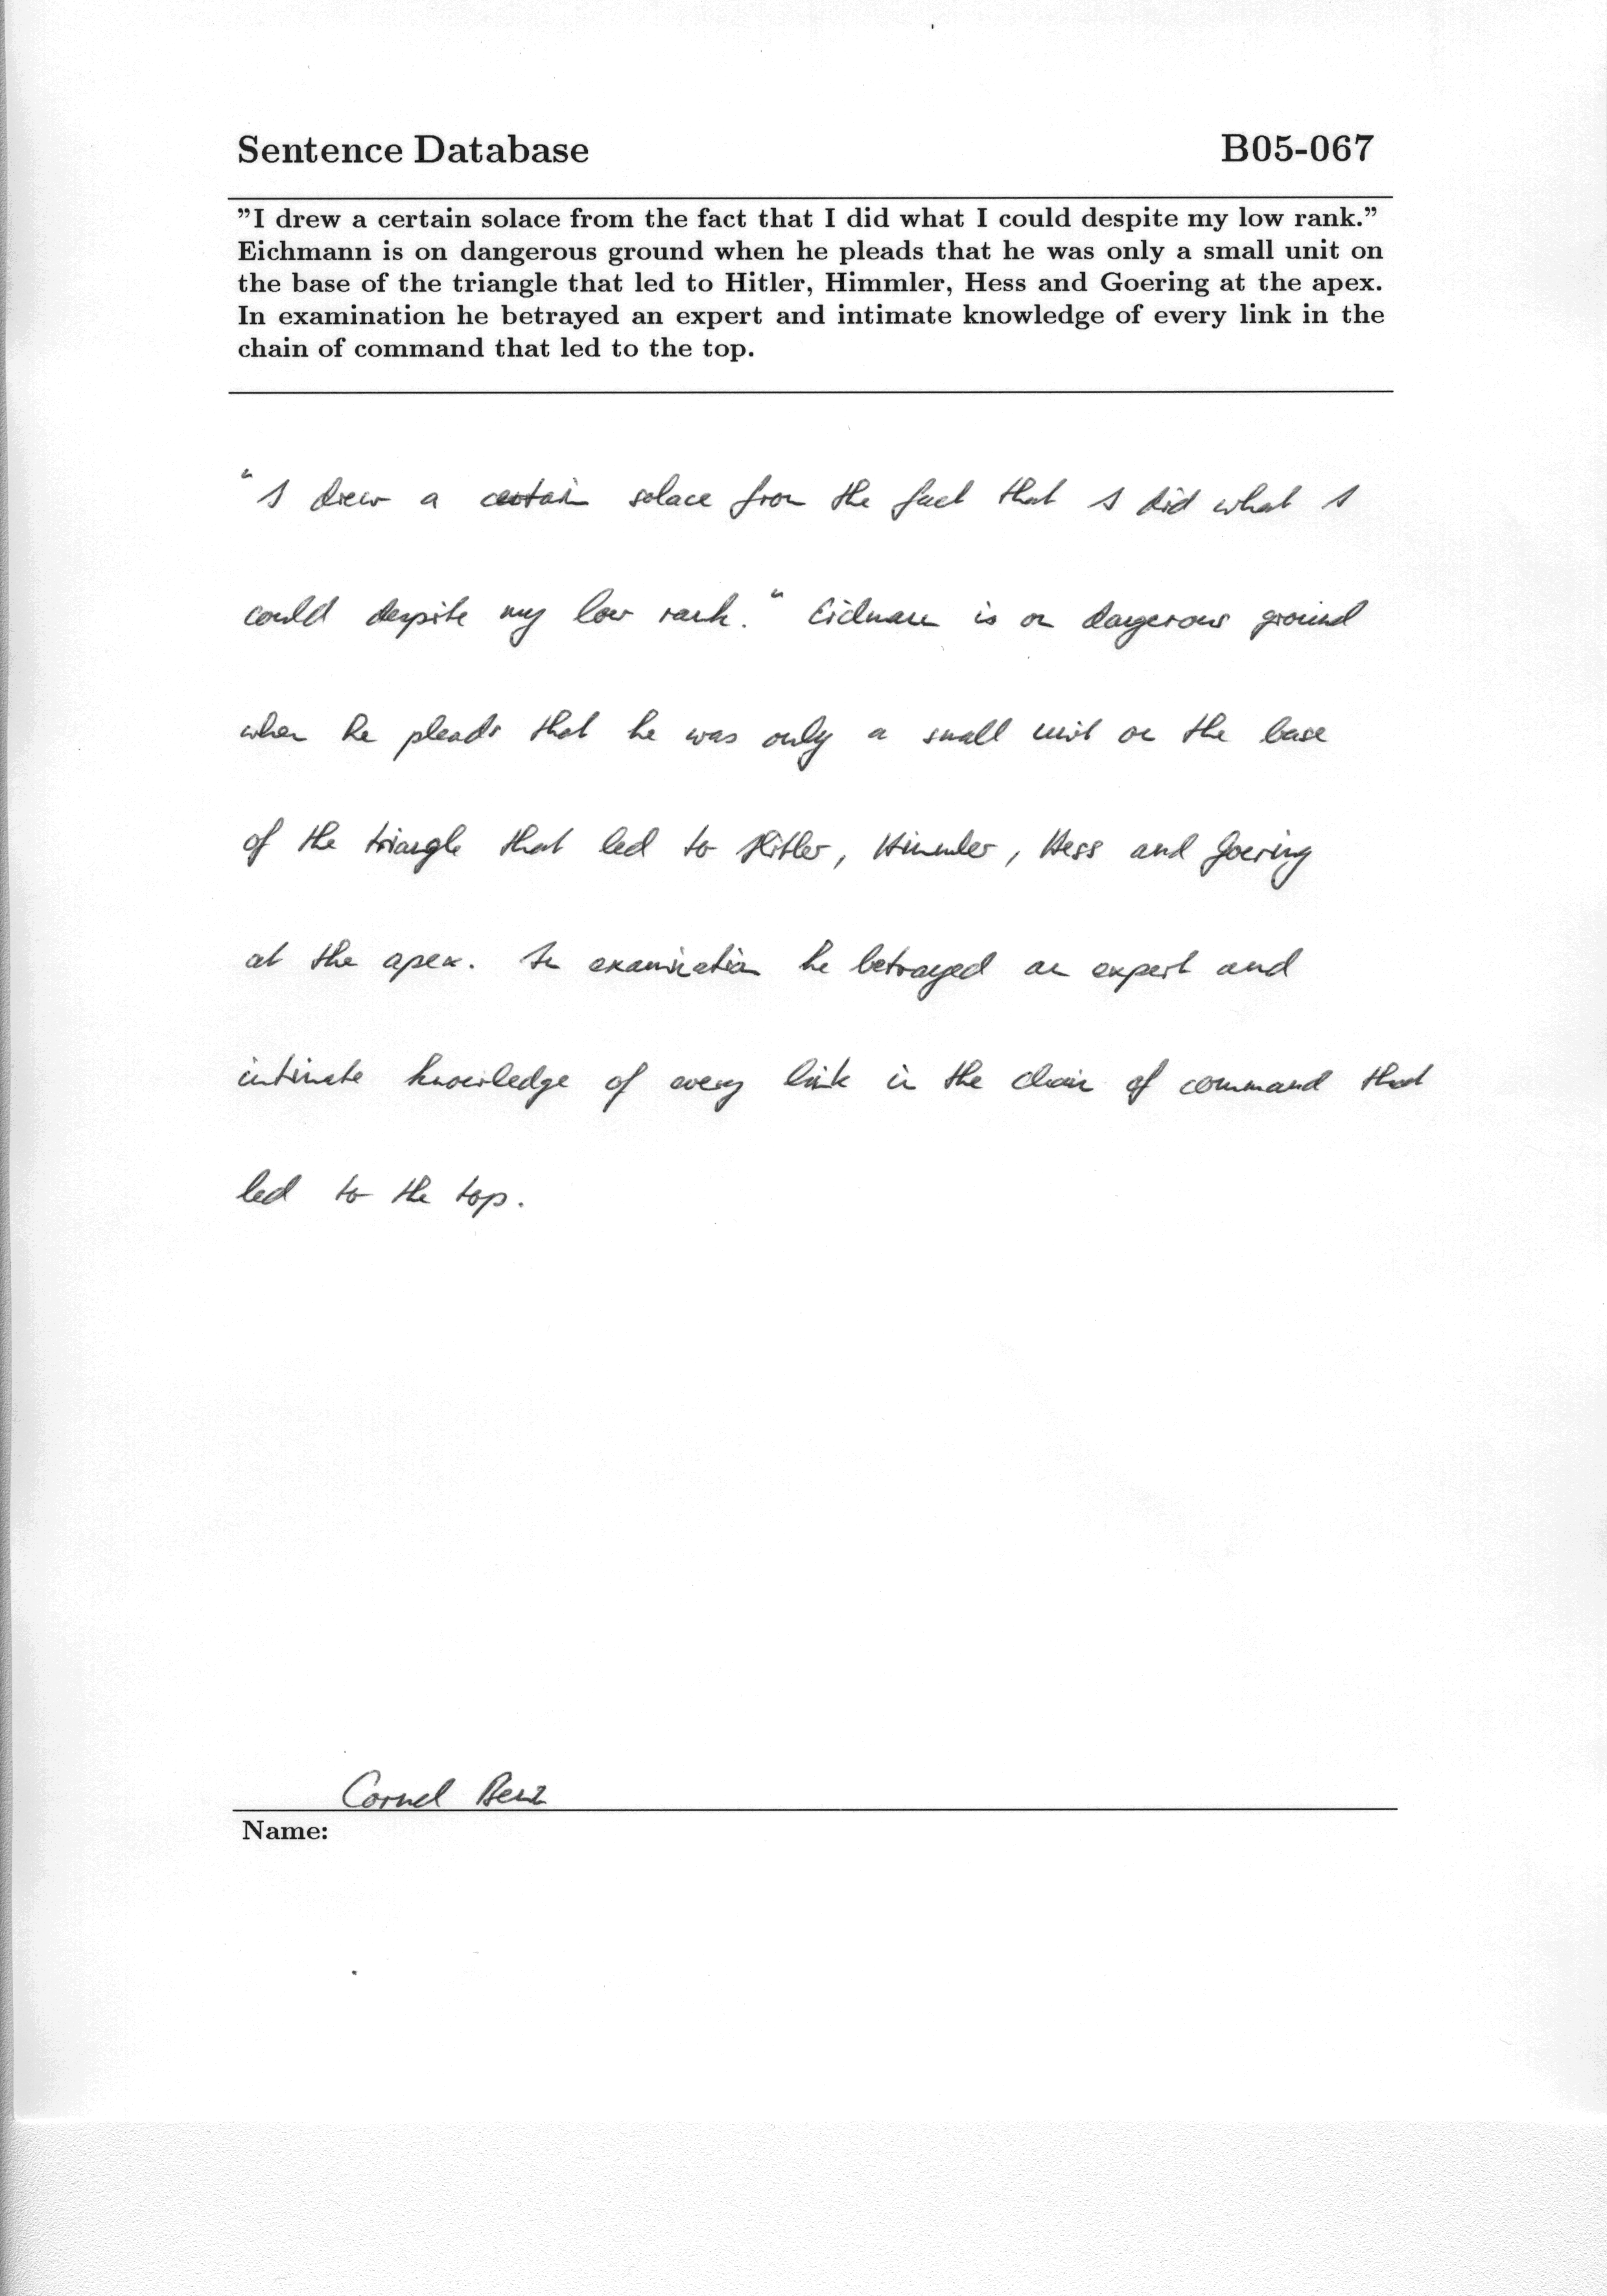 Sentence Database B05-067
"I drew a certain solace from the fact that I did what I could despite my low rank."
Eichmann is on dangerous ground when he pleads that he was only a small unit on
the base of the triangle that led to Hitler, Himmler, Hess and Goering at the apex.
In examination he betrayed an expert and intimate knowledge of every link in the
chain of command that led to the top.
"I drew a certain solace from the fact that I did what I
could despite my low rank." Eichmann is on dangerous ground
when he pleads that he was only a small unit on the base
of the triangle that led to Hitler, Himmler, Hess and Goering
at the apex. In examination he betrayed an expert and
intimate knowledge of every link in the chain of command that
led to the top.
Cornel Benz
Name: